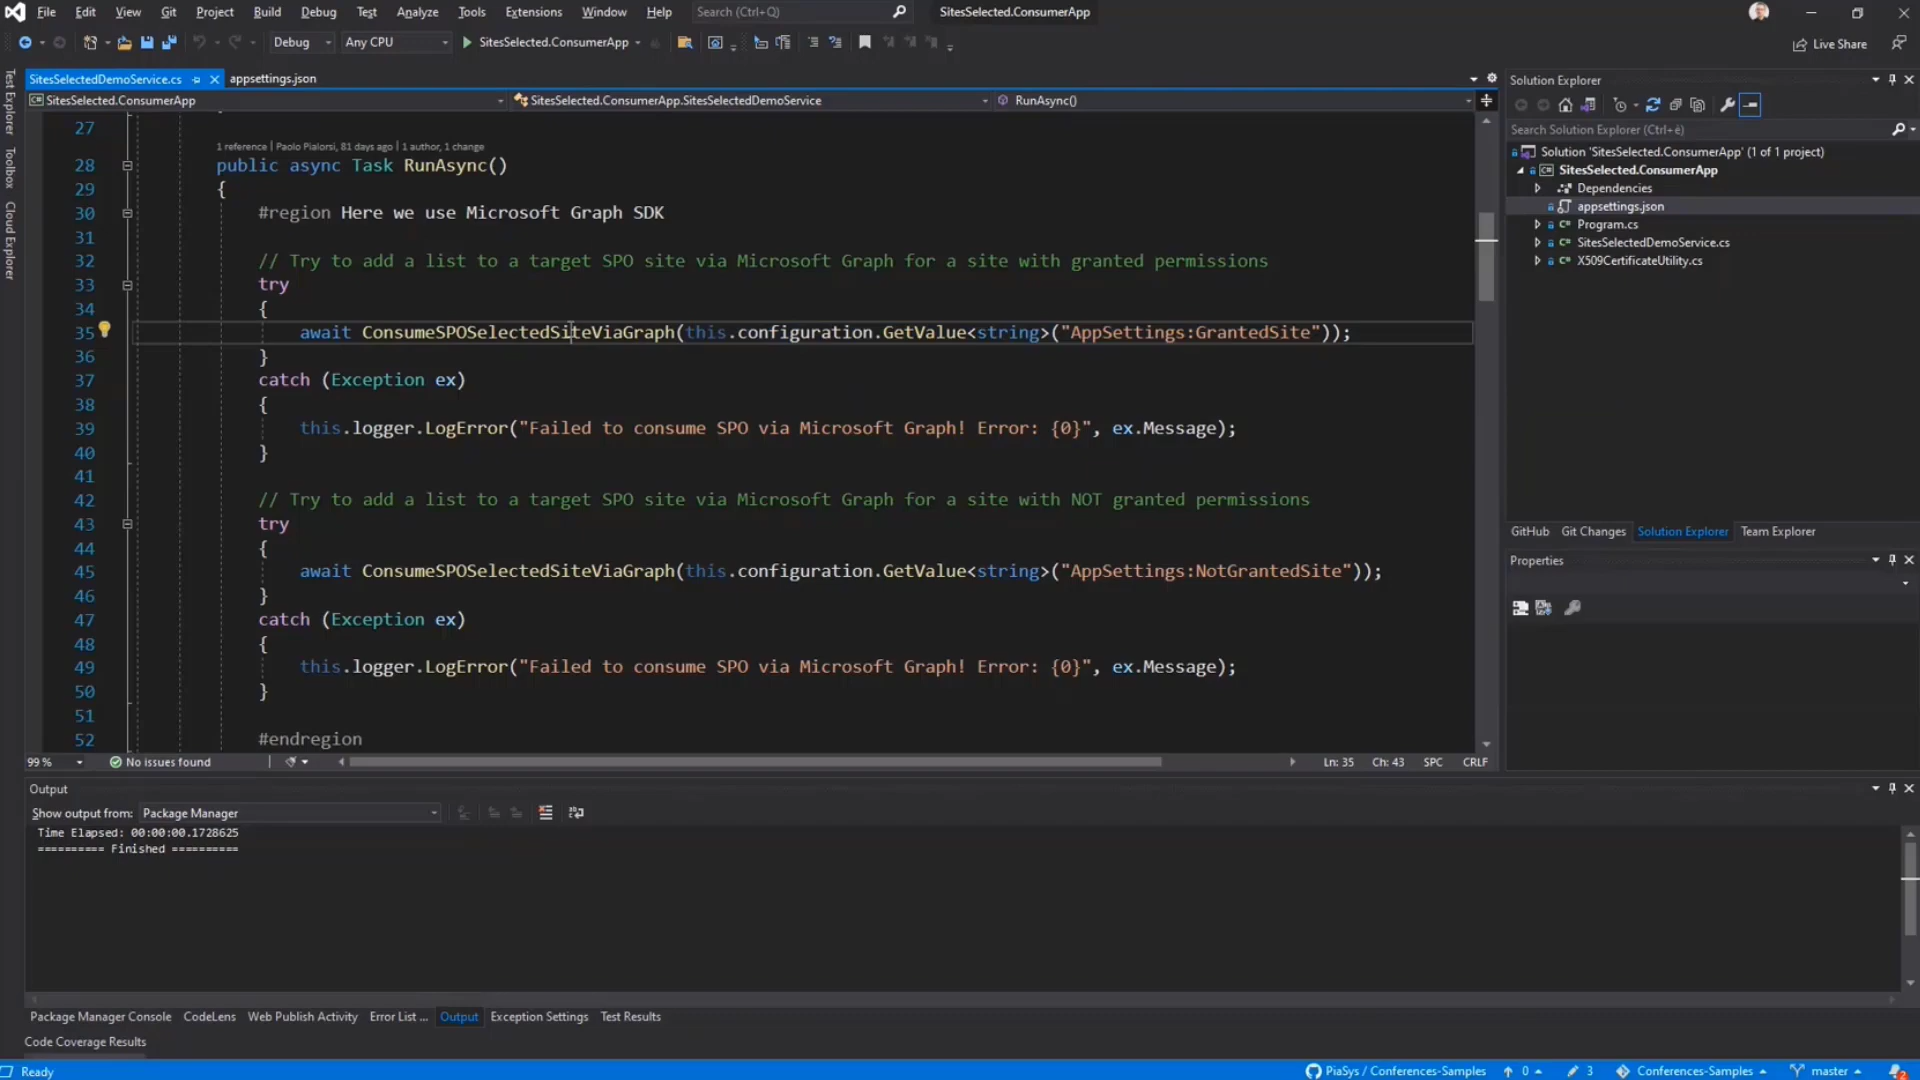 File Edit View Git Project Build Debug Test Analyze Tools Extensions Window Help Search (Ctrl+Q) SitesSelected.ConsumerApp
Debug Any CPU SitesSelected.ConsumerApp Live Share
Test Explorer
Toolbox
Cloud Explorer
SitesSelectedDemoService.cs appsettings.json
SitesSelected.ConsumerApp SitesSelected.ConsumerApp.SitesSelectedDemoService RunAsync()
27
1 reference | Paolo Pialorsi, 81 days ago | 1 author, 1 change
28 public async Task RunAsync()
29 {
30 #region Here we use Microsoft Graph SDK
31
32 // Try to add a list to a target SPO site via Microsoft Graph for a site with granted permissions
33 try
34 {
35 await ConsumeSPOSelectedSiteViaGraph(this.configuration.GetValue<string>("AppSettings:GrantedSite"));
36 }
37 catch (Exception ex)
38 {
39 this.logger.LogError("Failed to consume SPO via Microsoft Graph! Error: {0}", ex.Message);
40 }
41
42 // Try to add a list to a target SPO site via Microsoft Graph for a site with NOT granted permissions
43 try
44 {
45 await ConsumeSPOSelectedSiteViaGraph(this.configuration.GetValue<string>("AppSettings:NotGrantedSite"));
46 }
47 catch (Exception ex)
48 {
49 this.logger.LogError("Failed to consume SPO via Microsoft Graph! Error: {0}", ex.Message);
50 }
51
52 #endregion
99 % No issues found Ln: 35 Ch: 43 SPC CRLF
Solution Explorer
Search Solution Explorer (Ctrl+è)
Solution 'SitesSelected.ConsumerApp' (1 of 1 project)
SitesSelected.ConsumerApp
Dependencies
appsettings.json
Program.cs
SitesSelectedDemoService.cs
X509CertificateUtility.cs
GitHub Git Changes Solution Explorer Team Explorer
Properties
Output
Show output from: Package Manager
Time Elapsed: 00:00:00.1728625
========== Finished ==========
Package Manager Console CodeLens Web Publish Activity Error List ... Output Exception Settings Test Results
Code Coverage Results
Ready PiaSys / Conferences-Samples 0 3 Conferences-Samples master 2